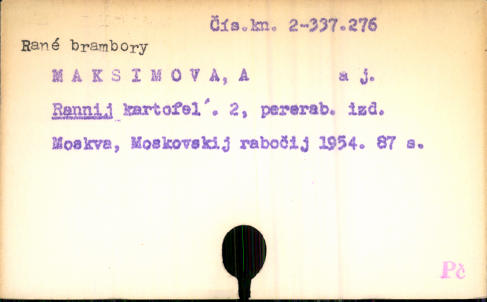 Čís.kn. 2-337.276
Rané brambory
MAKSIMOVA, A a j.
Rannij kartofel´. 2, pererab. izd.
Moskva, Moskovskij rabočij 1954. 87 s.
Pč